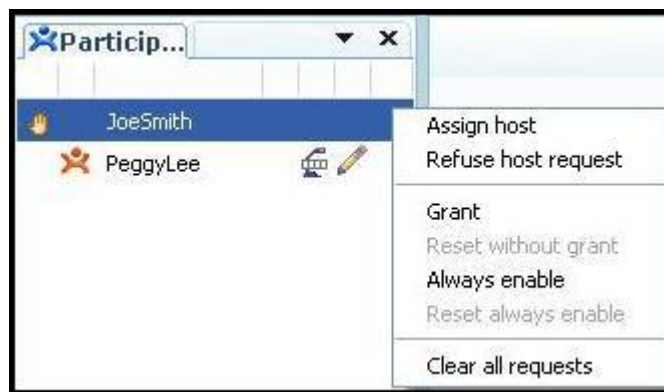 Particip...
JoeSmith
PeggyLee
Assign host
Refuse host request
Grant
Reset without grant
Always enable
Reset always enable
Clear all requests